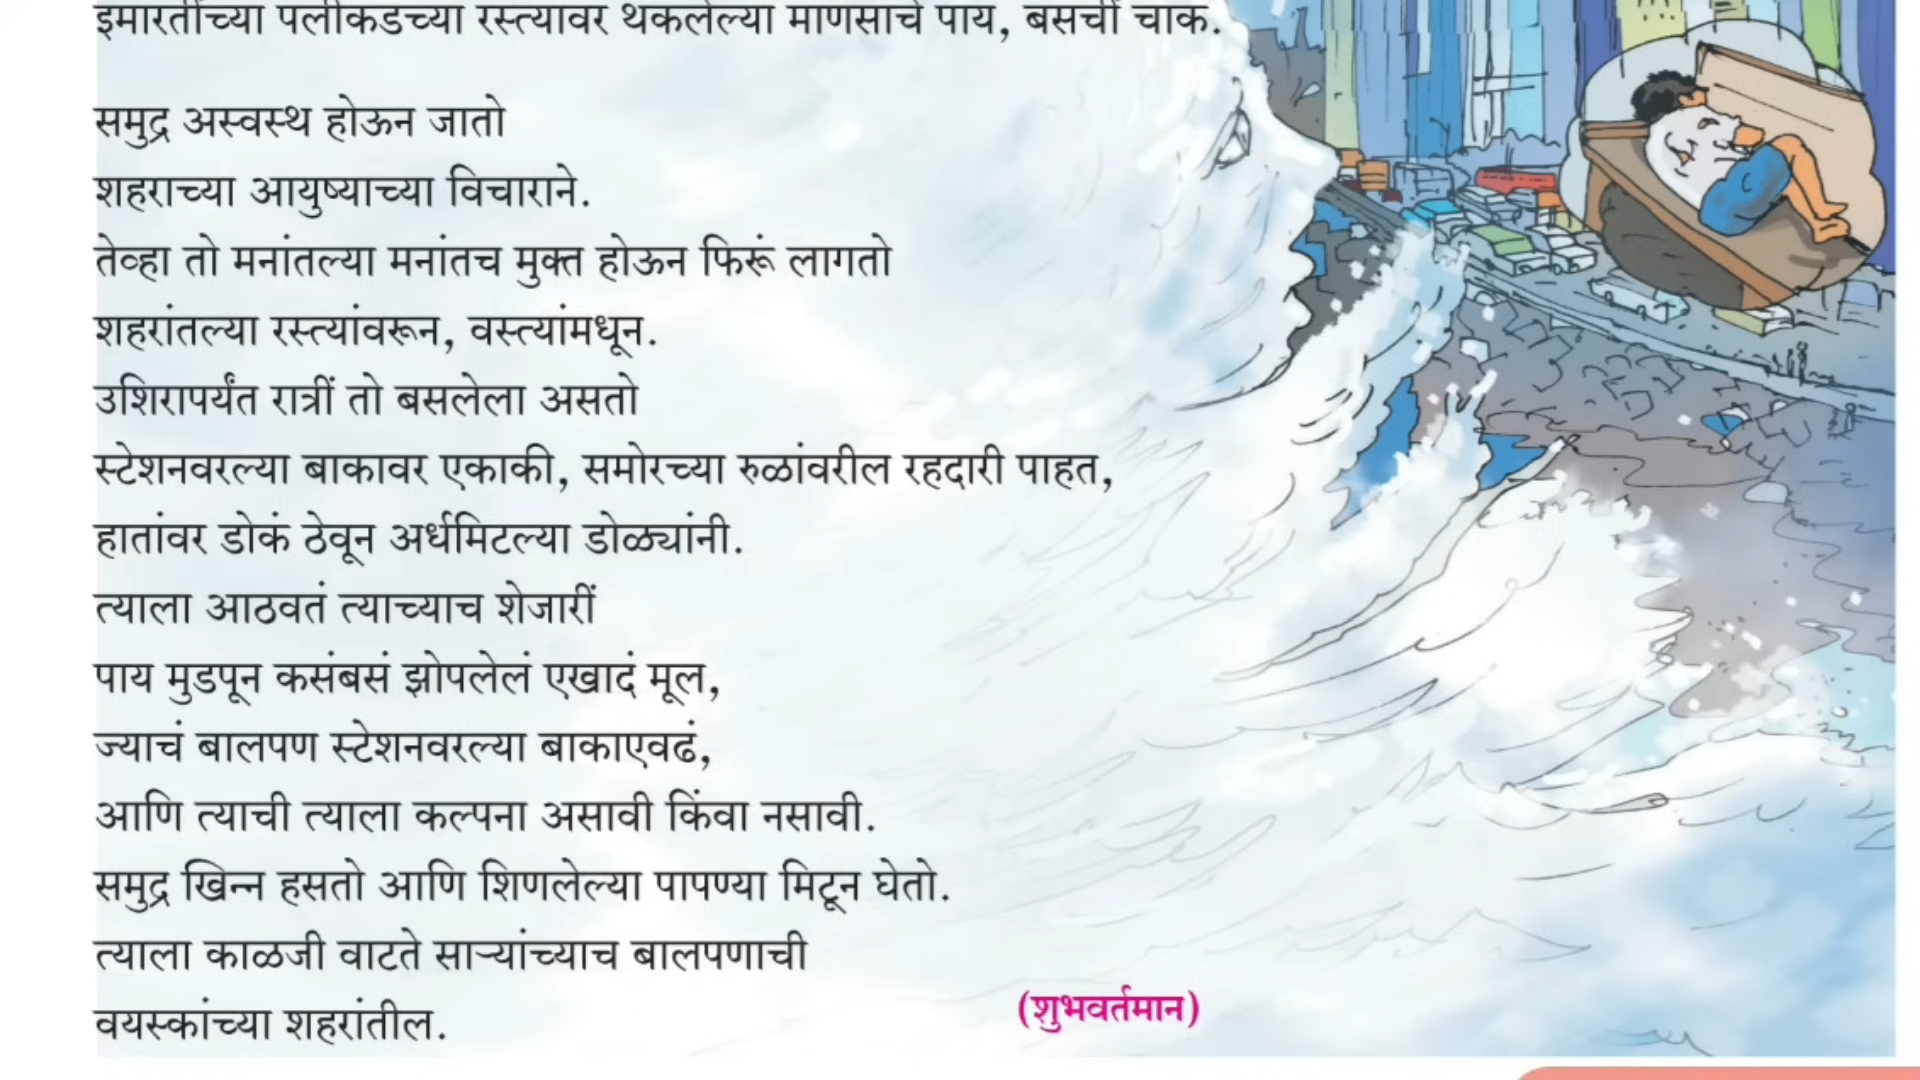 इमारतींच्या पलीकडच्या रस्त्यावर थकलेल्या माणसाचे पाय, बसचीं चाकं.
समुद्र अस्वस्थ होऊन जातो
शहराच्या आयुष्याच्या विचाराने.
तेव्हा तो मनांतल्या मनांतच मुक्त होऊन फिरूं लागतो
शहरांतल्या रस्त्यांवरून, वस्त्यांमधून.
उशिरापर्यंत रात्रीं तो बसलेला असतो
स्टेशनवरल्या बाकावर एकाकी, समोरच्या रुळांवरील रहदारी पाहत,
हातांवर डोकं ठेवून अर्धमिटल्या डोळ्यांनी.
त्याला आठवतं त्याच्याच शेजारीं
पाय मुडपून कसंबसं झोपलेलं एखादं मूल,
ज्याचं बालपण स्टेशनवरल्या बाकाएवढं,
आणि त्याची त्याला कल्पना असावी किंवा नसावी.
समुद्र खिन्न हसतो आणि शिणलेल्या पापण्या मिटून घेतो.
त्याला काळजी वाटते साऱ्यांच्याच बालपणाची
वयस्कांच्या शहरांतील.
(शुभवर्तमान)